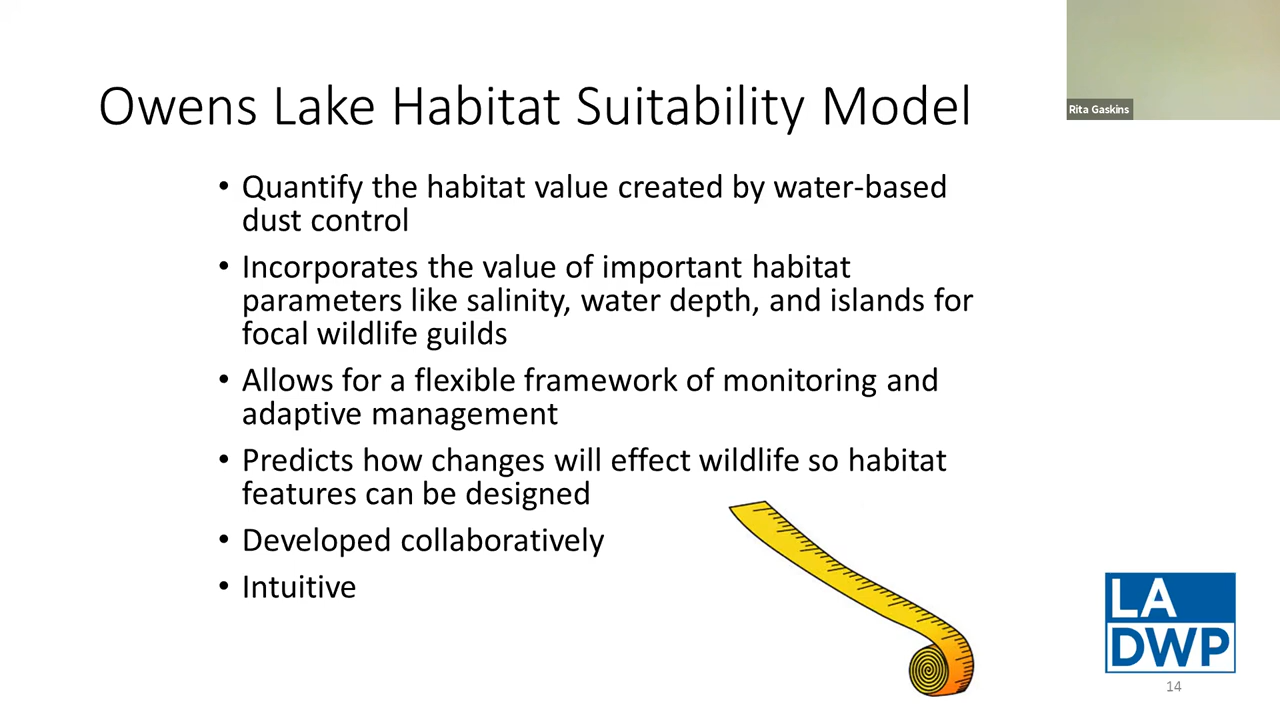 Owens Lake Habitat Suitability Model
Rita Gaskins
• Quantify the habitat value created by water-based
dust control
• Incorporates the value of important habitat
parameters like salinity, water depth, and islands for
focal wildlife guilds
• Allows for a flexible framework of monitoring and
adaptive management
• Predicts how changes will effect wildlife so habitat
features can be designed
• Developed collaboratively
• Intuitive
LA
DWP
14